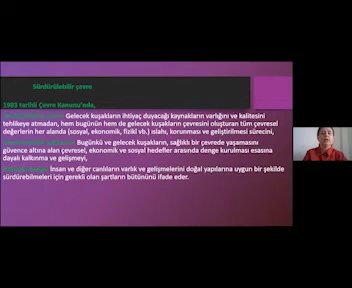 Sürdürülebilir çevre
1983 tarihli Çevre Kanunu'nda,
Gelecek kuşakların ihtiyaç duyacağı kaynakların varlığını ve kalitesini
tehlikeye atmadan, hem bugünün hem de gelecek kuşakların çevresini oluşturan tüm çevresel
değerlerin her alanda (sosyal, ekonomik, fizikî vb.) ıslahı, korunması ve geliştirilmesi sürecini,
Bugünkü ve gelecek kuşakların, sağlıklı bir çevrede yaşamasını
güvence altına alan çevresel, ekonomik ve sosyal hedefler arasında denge kurulması esasına
dayalı kalkınma ve gelişmeyi,
İnsan ve diğer canlıların varlık ve gelişmelerini doğal yapılarına uygun bir şekilde
sürdürebilmeleri için gerekli olan şartların bütününü ifade eder.